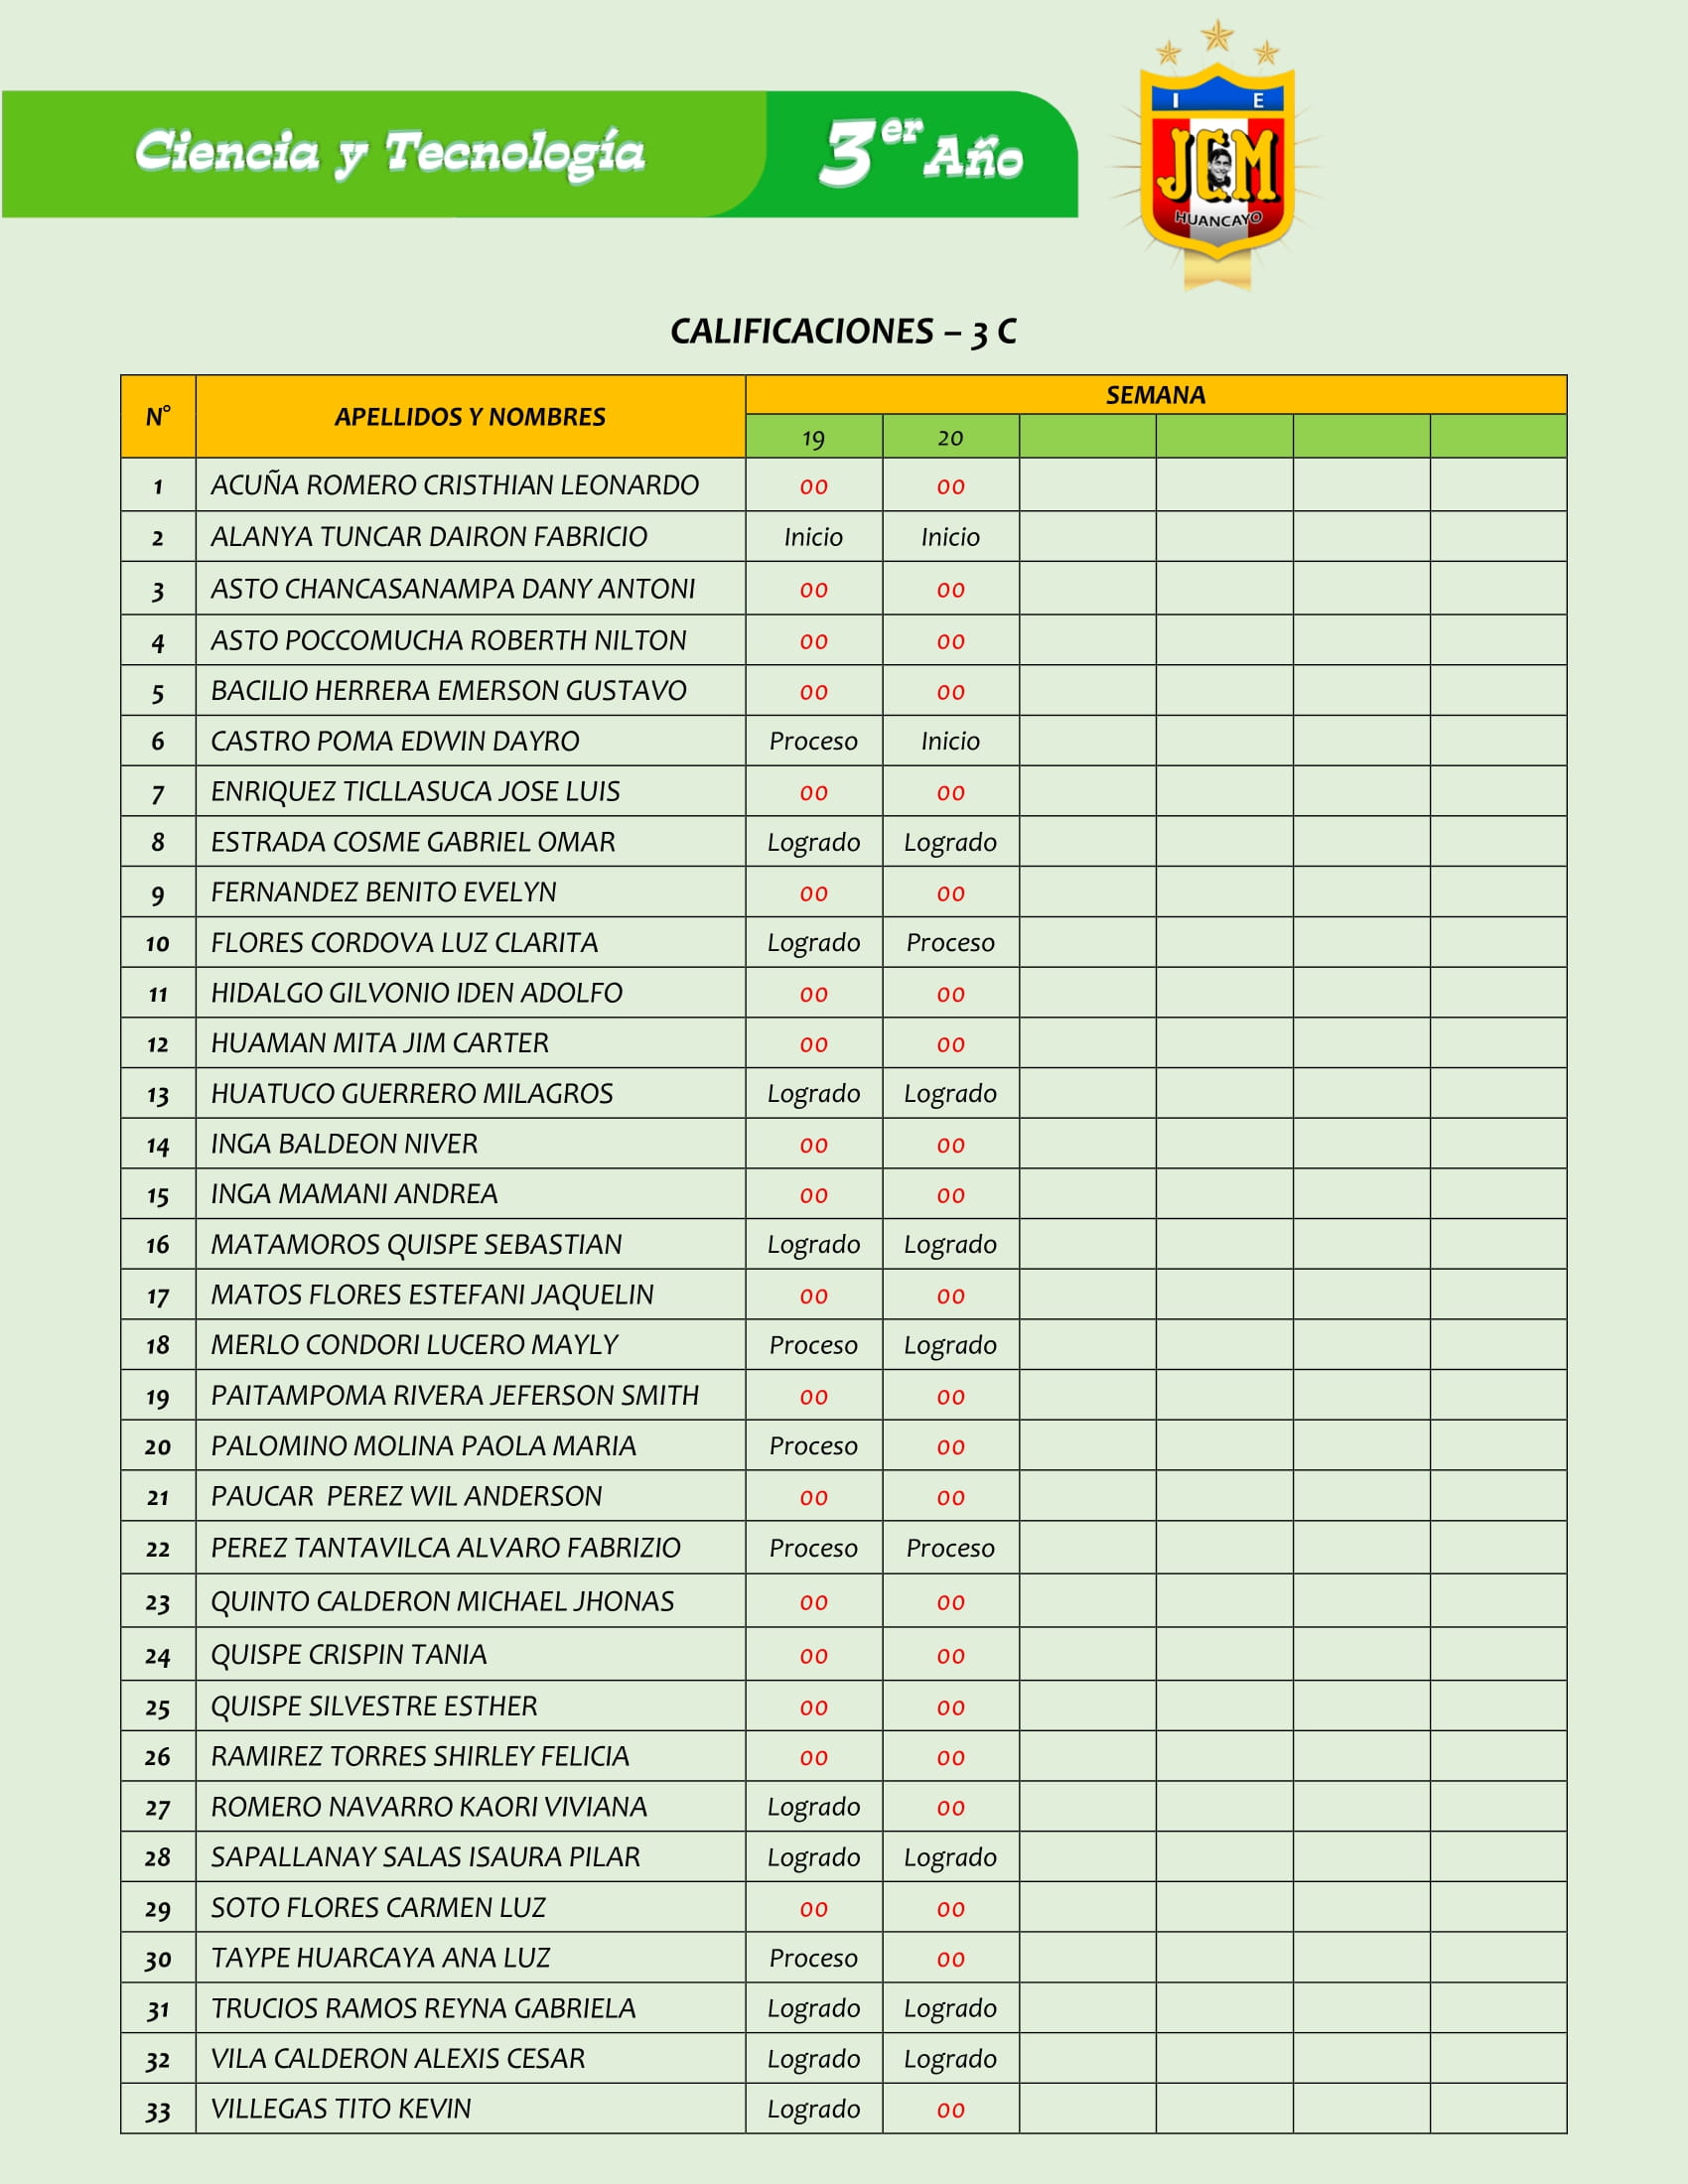 Ciencia y Tecnología 3er Año
I E
JCM
HUANCAYO
CALIFICACIONES – 3 C
N° APELLIDOS Y NOMBRES SEMANA
19 20
1 ACUÑA ROMERO CRISTHIAN LEONARDO 00 00
2 ALANYA TUNCAR DAIRON FABRICIO Inicio Inicio
3 ASTO CHANCASANAMPA DANY ANTONI 00 00
4 ASTO POCCOMUCHA ROBERTH NILTON 00 00
5 BACILIO HERRERA EMERSON GUSTAVO 00 00
6 CASTRO POMA EDWIN DAYRO Proceso Inicio
7 ENRIQUEZ TICLLASUCA JOSE LUIS 00 00
8 ESTRADA COSME GABRIEL OMAR Logrado Logrado
9 FERNANDEZ BENITO EVELYN 00 00
10 FLORES CORDOVA LUZ CLARITA Logrado Proceso
11 HIDALGO GILVONIO IDEN ADOLFO 00 00
12 HUAMAN MITA JIM CARTER 00 00
13 HUATUCO GUERRERO MILAGROS Logrado Logrado
14 INGA BALDEON NIVER 00 00
15 INGA MAMANI ANDREA 00 00
16 MATAMOROS QUISPE SEBASTIAN Logrado Logrado
17 MATOS FLORES ESTEFANI JAQUELIN 00 00
18 MERLO CONDORI LUCERO MAYLY Proceso Logrado
19 PAITAMPOMA RIVERA JEFERSON SMITH 00 00
20 PALOMINO MOLINA PAOLA MARIA Proceso 00
21 PAUCAR PEREZ WIL ANDERSON 00 00
22 PEREZ TANTAVILCA ALVARO FABRIZIO Proceso Proceso
23 QUINTO CALDERON MICHAEL JHONAS 00 00
24 QUISPE CRISPIN TANIA 00 00
25 QUISPE SILVESTRE ESTHER 00 00
26 RAMIREZ TORRES SHIRLEY FELICIA 00 00
27 ROMERO NAVARRO KAORI VIVIANA Logrado 00
28 SAPALLANAY SALAS ISAURA PILAR Logrado Logrado
29 SOTO FLORES CARMEN LUZ 00 00
30 TAYPE HUARCAYA ANA LUZ Proceso 00
31 TRUCIOS RAMOS REYNA GABRIELA Logrado Logrado
32 VILA CALDERON ALEXIS CESAR Logrado Logrado
33 VILLEGAS TITO KEVIN Logrado 00